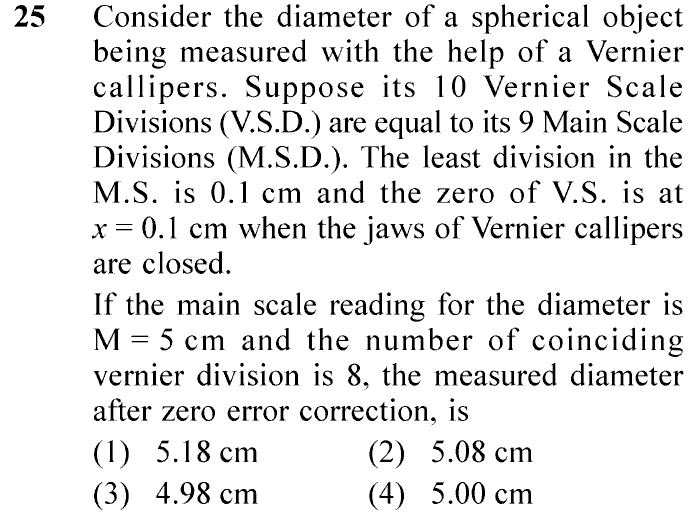 25 Consider the diameter of a spherical object
being measured with the help of a Vernier
callipers. Suppose its 10 Vernier Scale
Divisions (V.S.D.) are equal to its 9 Main Scale
Divisions (M.S.D.). The least division in the
M.S. is 0.1 cm and the zero of V.S. is at
x = 0.1 cm when the jaws of Vernier callipers
are closed.
If the main scale reading for the diameter is
M = 5 cm and the number of coinciding
vernier division is 8, the measured diameter
after zero error correction, is
(1) 5.18 cm (2) 5.08 cm
(3) 4.98 cm (4) 5.00 cm